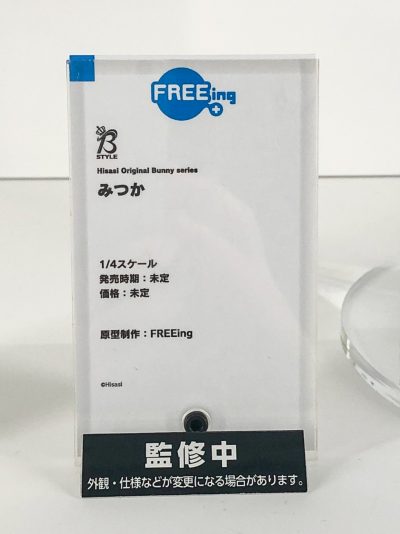 FREEing
B
STYLE
Hisasi Original Bunny series
みつか
1/4スケール
発売時期：未定
価格：未定
原型制作：FREEing
©Hisasi
監修中
外観・仕様などが変更になる場合があります。